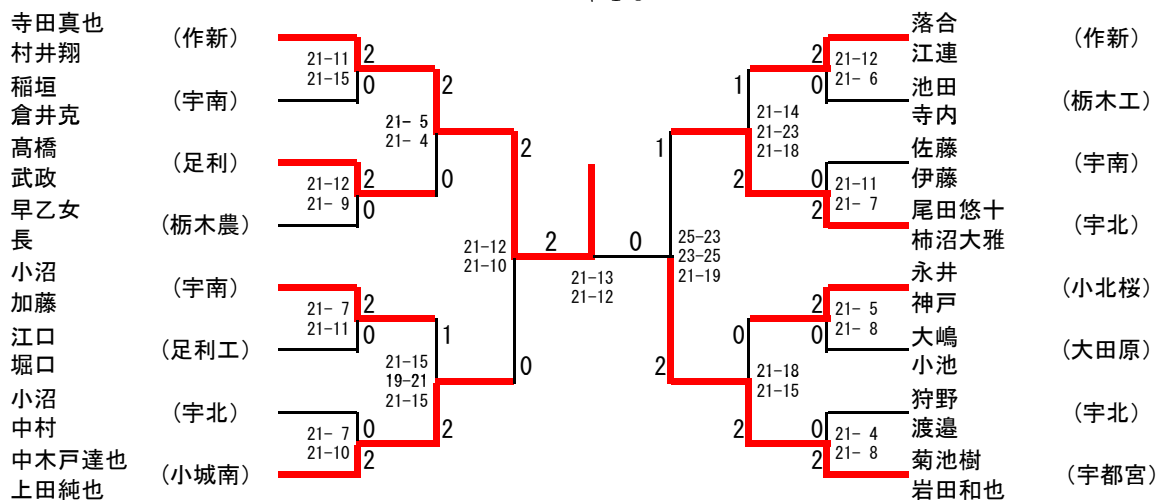 寺田真也
村井翔
(作新)
稲垣
倉井克
(宇南)
髙橋
武政
(足利)
早乙女
長
(栃木農)
小沼
加藤
(宇南)
江口
堀口
(足利工)
小沼
中村
(宇北)
中木戸達也
上田純也
(小城南)
21-11
21-15
2
0
21-12
21- 9
2
0
21- 7
21-11
2
0
21- 7
21-10
0
2
21- 5
21- 4
2
0
21-15
19-21
21-15
1
2
21-12
21-10
2
0
2
0
21-13
21-12
25-23
23-25
21-19
1
2
21-14
21-23
21-18
1
2
21-18
21-15
0
2
2
0
21-12
21- 6
0
2
21-11
21- 7
2
0
21- 5
21- 8
0
2
21- 4
21- 8
落合
江連
(作新)
池田
寺内
(栃木工)
佐藤
伊藤
(宇南)
尾田悠十
柿沼大雅
(宇北)
永井
神戸
(小北桜)
大嶋
小池
(大田原)
狩野
渡邉
(宇北)
菊池樹
岩田和也
(宇都宮)